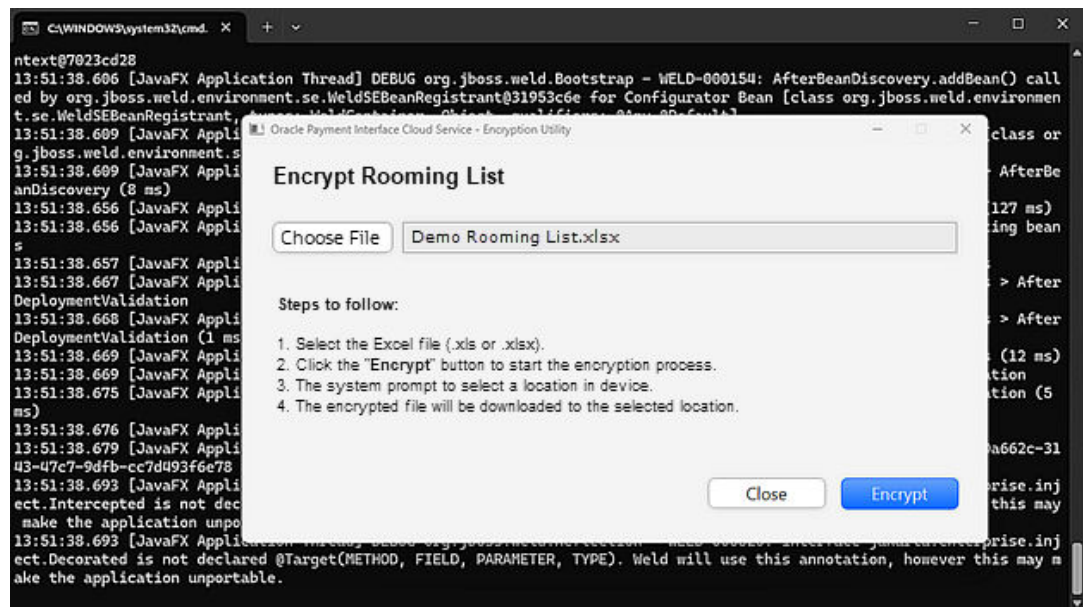 C:\WINDOWS\system32\cmd.
ntext@7023cd28
13:51:38.606 [JavaFX Application Thread] DEBUG org.jboss.weld.Bootstrap - WELD-000154: AfterBeanDiscovery.addBean() call
ed by org.jboss.weld.environment.se.WeldSEBeanRegistrant@31953c6e for Configurator Bean [class org.jboss.weld.environmen
t.se.WeldSEBeanRegistrant,
13:51:38.609 [JavaFX Appli class or
g.jboss.weld.environment.s
13:51:38.609 [JavaFX Appli > AfterBe
anDiscovery (8 ms)
13:51:38.656 [JavaFX Appli (127 ms)
13:51:38.656 [JavaFX Appli ing bean
s
13:51:38.657 [JavaFX Appli
13:51:38.667 [JavaFX Appli > After
DeploymentValidation
13:51:38.668 [JavaFX Appli > After
DeploymentValidation (1 ms
13:51:38.669 [JavaFX Appli (12 ms)
13:51:38.669 [JavaFX Appli tion
13:51:38.675 [JavaFX Appli tion (5
ms)
13:51:38.676 [JavaFX Appli
13:51:38.679 [JavaFX Appli a662c-31
43-47c7-9dfb-cc7d493f6e78
13:51:38.693 [JavaFX Appli prise.inj
ect.Intercepted is not dec this may
make the application unpo
13:51:38.693 [JavaFX Appli prise.inj
ect.Decorated is not declared @Target(METHOD, FIELD, PARAMETER, TYPE). Weld will use this annotation, however this may m
ake the application unportable.
Oracle Payment Interface Cloud Service - Encryption Utility
Encrypt Rooming List
Choose File Demo Rooming List.xlsx
Steps to follow:
1. Select the Excel file (.xls or .xlsx).
2. Click the "Encrypt" button to start the encryption process.
3. The system prompt to select a location in device.
4. The encrypted file will be downloaded to the selected location.
Close Encrypt